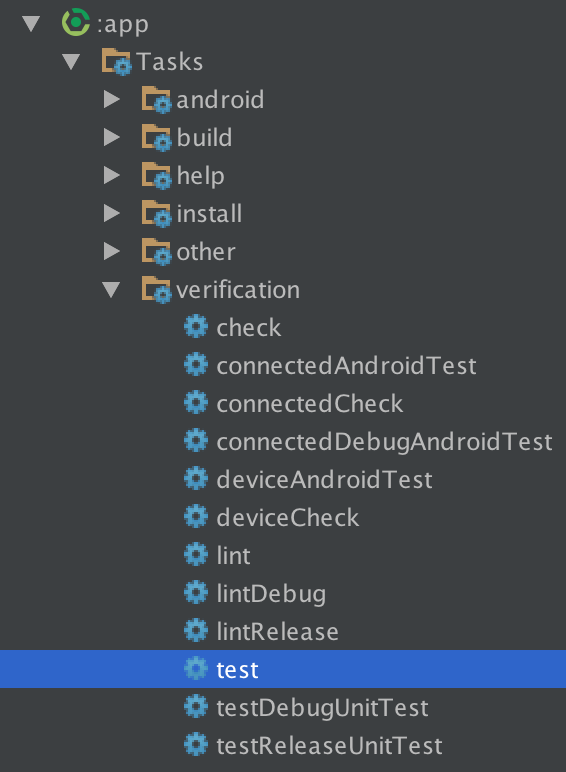 :app
Tasks
android
build
help
install
other
verification
check
connectedAndroidTest
connectedCheck
connectedDebugAndroidTest
deviceAndroidTest
deviceCheck
lint
lintDebug
lintRelease
test
testDebugUnitTest
testReleaseUnitTest